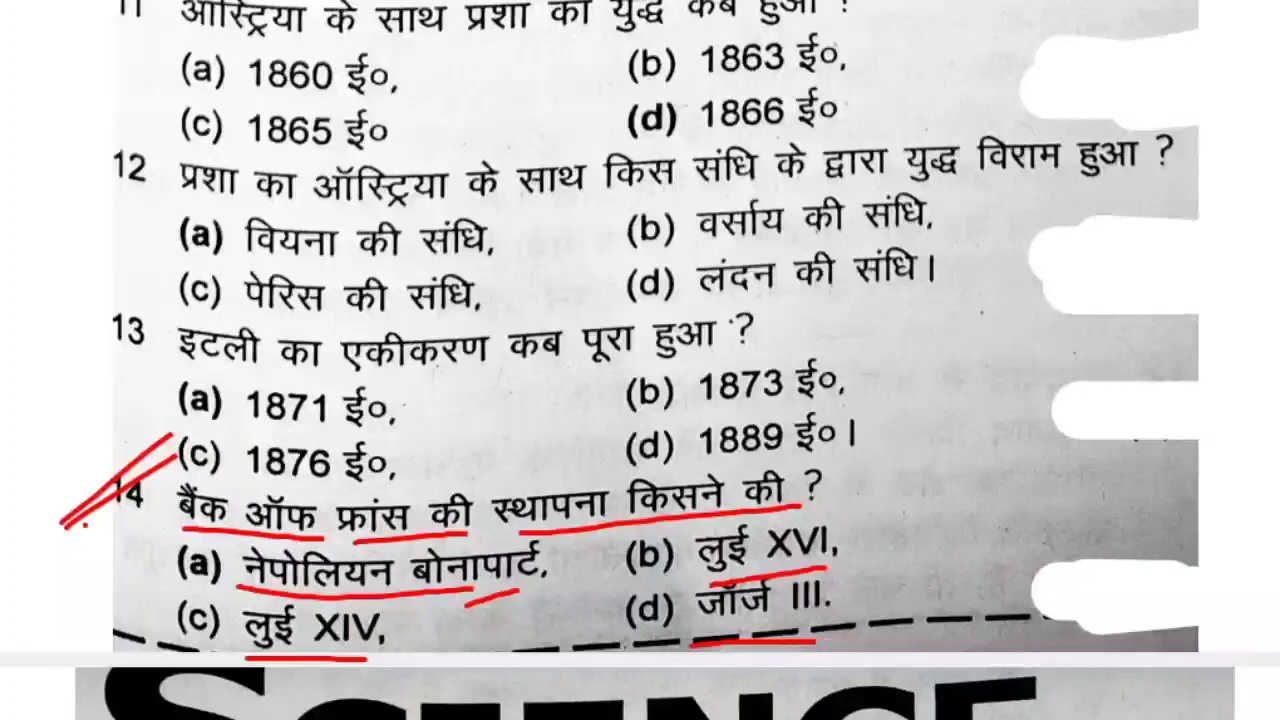 11 ऑस्ट्रिया के साथ प्रशा का युद्ध कब हुआ ?
(a) 1860 ई०, (b) 1863 ई०,
(c) 1865 ई० (d) 1866 ई०
12 प्रशा का ऑस्ट्रिया के साथ किस संधि के द्वारा युद्ध विराम हुआ ?
(a) वियना की संधि, (b) वर्साय की संधि,
(c) पेरिस की संधि, (d) लंदन की संधि।
13 इटली का एकीकरण कब पूरा हुआ ?
(a) 1871 ई०, (b) 1873 ई०,
(c) 1876 ई०, (d) 1889 ई०।
14 बैंक ऑफ फ्रांस की स्थापना किसने की ?
(a) नेपोलियन बोनापार्ट, (b) लुई XVI,
(c) लुई XIV, (d) जॉर्ज III.
SCIENCE